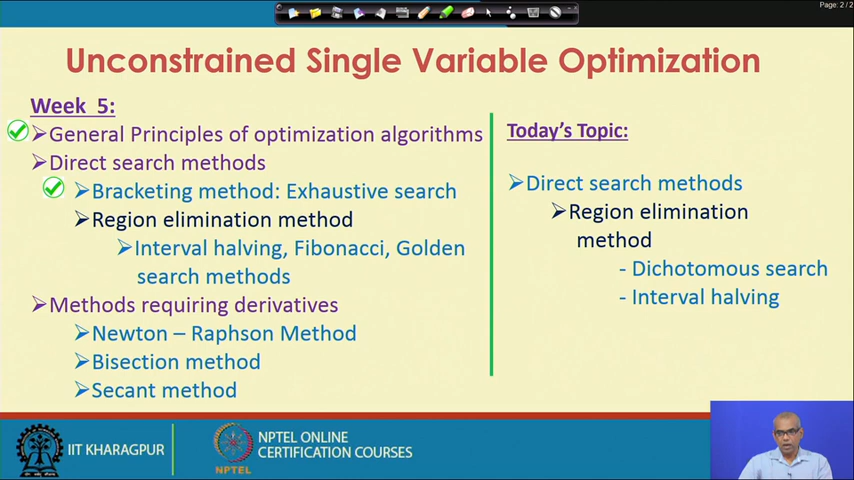 Page: 2 / 2
Unconstrained Single Variable Optimization
Week 5:
General Principles of optimization algorithms
Direct search methods
Bracketing method: Exhaustive search
Region elimination method
Interval halving, Fibonacci, Golden
search methods
Methods requiring derivatives
Newton – Raphson Method
Bisection method
Secant method
Today's Topic:
Direct search methods
Region elimination
method
- Dichotomous search
- Interval halving
IIT KHARAGPUR
NPTEL
NPTEL ONLINE
CERTIFICATION COURSES